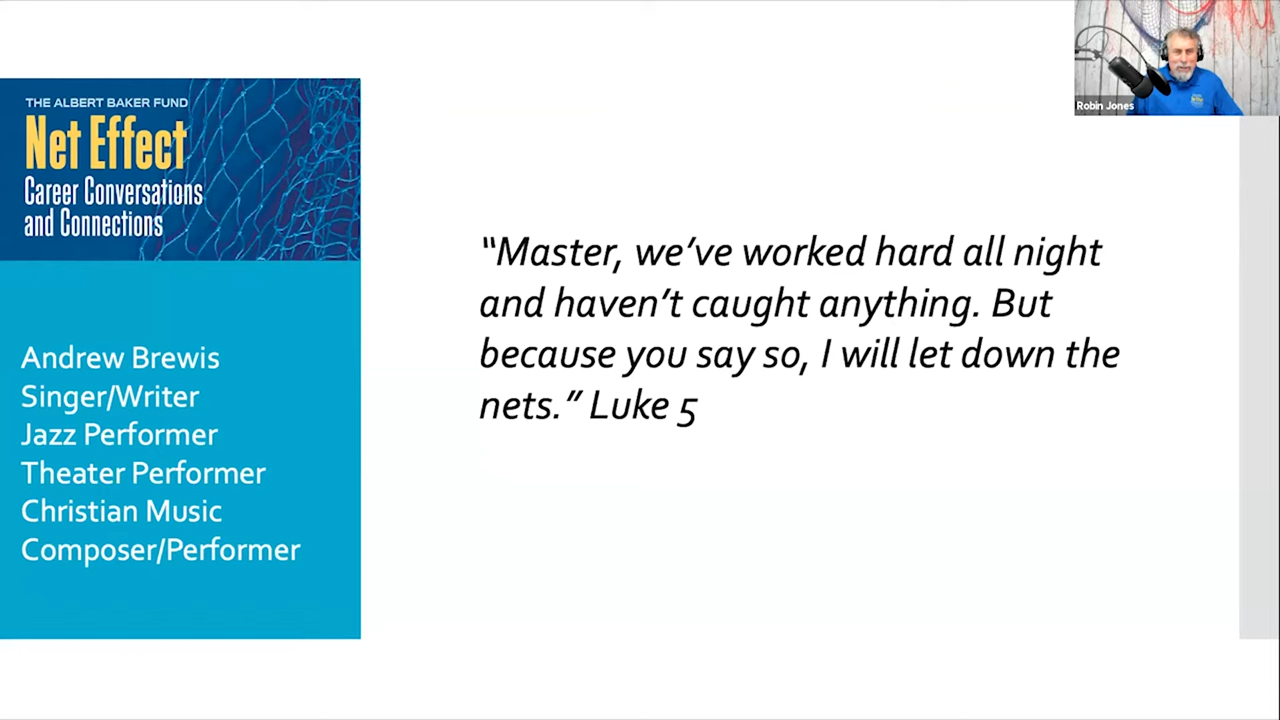 THE ALBERT BAKER FUND
Net Effect
Career Conversations
and Connections
Andrew Brewis
Singer/Writer
Jazz Performer
Theater Performer
Christian Music
Composer/Performer
“Master, we’ve worked hard all night
and haven’t caught anything. But
because you say so, I will let down the
nets.” Luke 5
Robin Jones